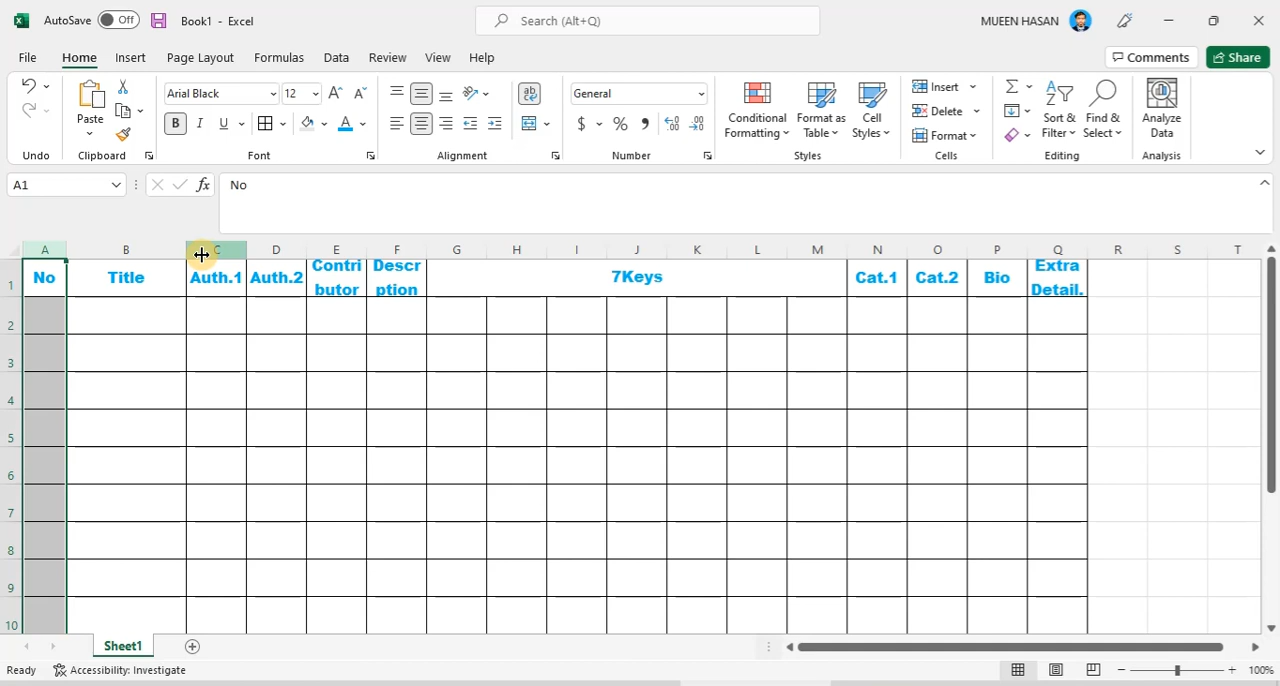 AutoSave Off Book1 - Excel Search (Alt+Q) MUEEN HASAN
File Home Insert Page Layout Formulas Data Review View Help Comments Share
Arial Black 12 General Insert
Paste Conditional Formatting Format as Table Cell Styles Delete Sort & Filter Find & Select Analyze Data
B I U $ % , Format
Undo Clipboard Font Alignment Number Styles Cells Editing Analysis
A1 fx No
A B C D E F G H I J K L M N O P Q R S T
1 No Title Auth.1 Auth.2 Contributor Descrption 7Keys Cat.1 Cat.2 Bio Extra Detail.
2
3
4
5
6
7
8
9
10
Sheet1
Ready Accessibility: Investigate 100%